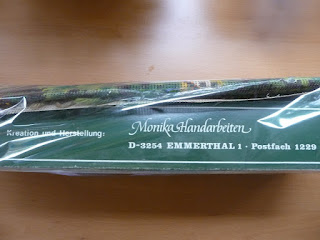 Kreation und Herstellung:
Monika Handarbeiten
D-3254 EMMERTHAL 1 · Postfach 1229